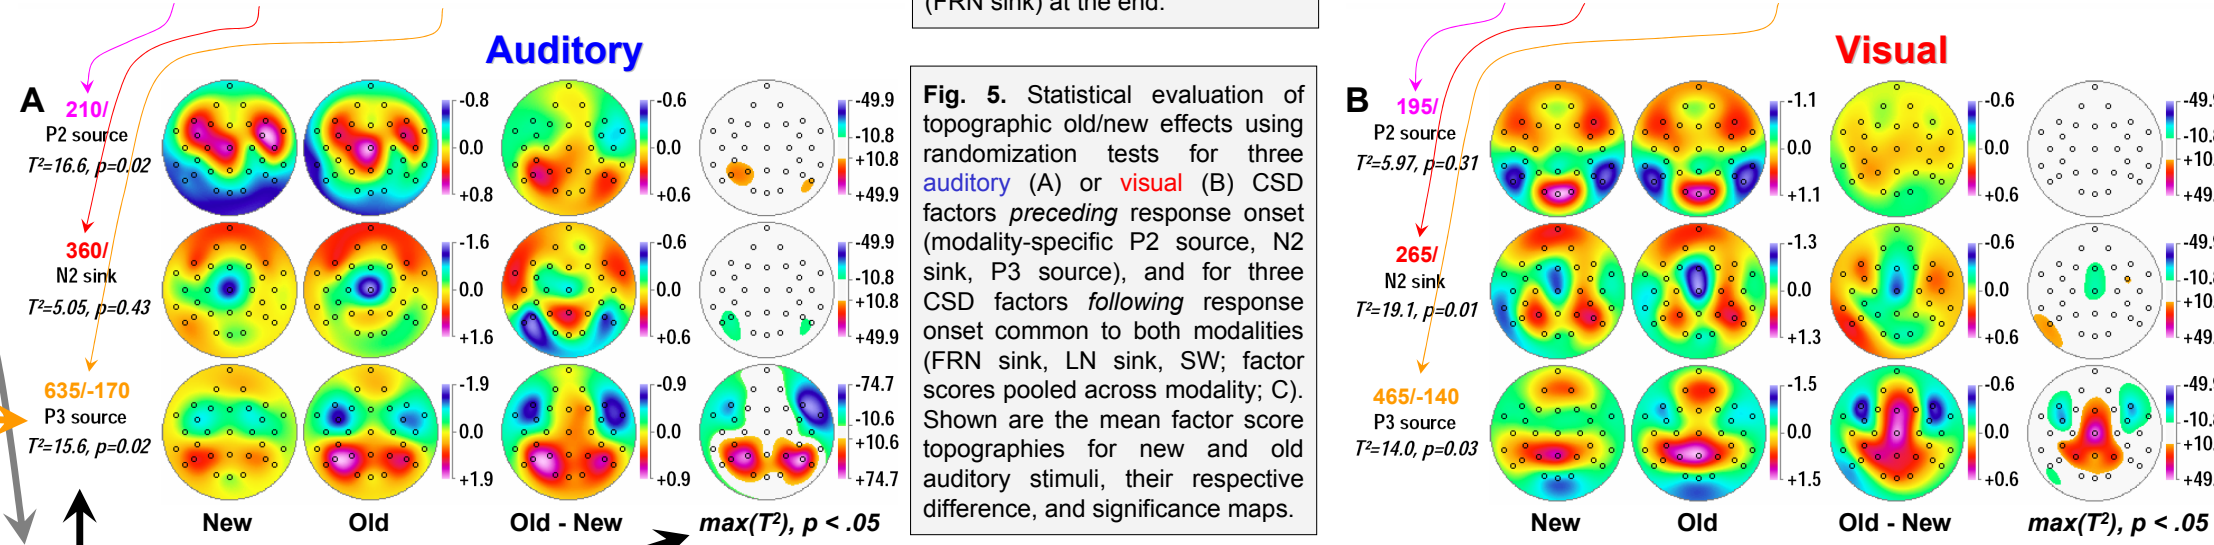 (FRN sink) at the end.
Auditory
A
210/
P2 source
T²=16.6, p=0.02
-0.8
0.0
+0.8
-0.6
0.0
+0.6
-49.9
-10.8
+10.8
+49.9
360/
N2 sink
T²=5.05, p=0.43
-1.6
0.0
+1.6
-0.6
0.0
+0.6
-49.9
-10.8
+10.8
+49.9
635/-170
P3 source
T²=15.6, p=0.02
-1.9
0.0
+1.9
-0.9
0.0
+0.9
-74.7
-10.6
+10.6
+74.7
New
Old
Old - New
max(T²), p < .05
Fig. 5. Statistical evaluation of
topographic old/new effects using
randomization tests for three
auditory (A) or visual (B) CSD
factors preceding response onset
(modality-specific P2 source, N2
sink, P3 source), and for three
CSD factors following response
onset common to both modalities
(FRN sink, LN sink, SW; factor
scores pooled across modality; C).
Shown are the mean factor score
topographies for new and old
auditory stimuli, their respective
difference, and significance maps.
Visual
B
195/
P2 source
T²=5.97, p=0.31
-1.1
0.0
+1.1
-0.6
0.0
+0.6
265/
N2 sink
T²=19.1, p=0.01
-1.3
0.0
+1.3
-0.6
0.0
+0.6
465/-140
P3 source
T²=14.0, p=0.03
-1.5
0.0
+1.5
-0.6
0.0
+0.6
New
Old
Old - New
max(T²), p < .05